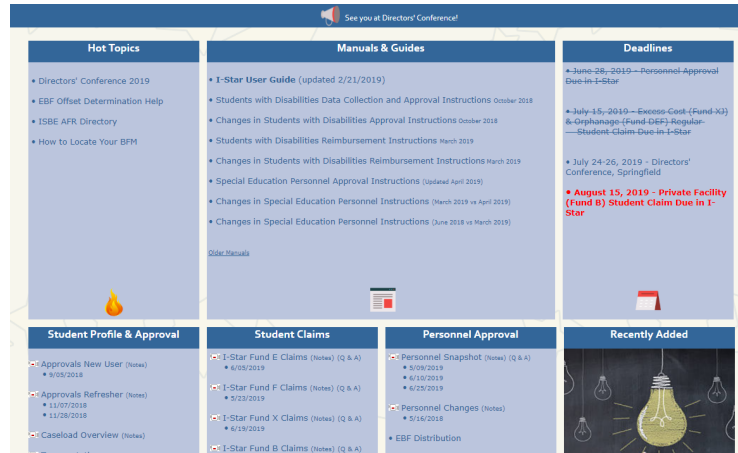 See you at Directors' Conference!
Hot Topics
• Directors' Conference 2019
• EBF Offset Determination Help
• ISBE AFR Directory
• How to Locate Your BFM
Manuals & Guides
• I-Star User Guide (updated 2/21/2019)
• Students with Disabilities Data Collection and Approval Instructions October 2018
• Changes in Students with Disabilities Approval Instructions October 2018
• Students with Disabilities Reimbursement Instructions March 2019
• Changes in Students with Disabilities Reimbursement Instructions March 2019
• Special Education Personnel Approval Instructions (Updated April 2019)
• Changes in Special Education Personnel Instructions (March 2019 vs April 2019)
• Changes in Special Education Personnel Instructions (June 2018 vs March 2019)
Older Manuals
Deadlines
• June 28, 2019 - Personnel Approval
Due in I-Star
• July 15, 2019 - Excess Cost (Fund XJ)
& Orphanage (Fund DEF) Regular
Student Claim Due in I-Star
• July 24-26, 2019 - Directors'
Conference, Springfield
• August 15, 2019 - Private Facility
(Fund B) Student Claim Due in I-
Star
Student Profile & Approval
Approvals New User (Notes)
• 9/05/2018
Approvals Refresher (Notes)
• 11/07/2018
• 11/28/2018
Caseload Overview (Notes)
Student Claims
I-Star Fund E Claims (Notes) (Q & A)
• 6/05/2019
I-Star Fund F Claims (Notes) (Q & A)
• 5/23/2019
I-Star Fund X Claims (Notes) (Q & A)
• 6/19/2019
I-Star Fund B Claims (Notes) (Q & A)
Personnel Approval
Personnel Snapshot (Notes) (Q & A)
• 5/09/2019
• 6/10/2019
• 6/25/2019
Personnel Changes (Notes)
• 5/16/2018
• EBF Distribution
Recently Added